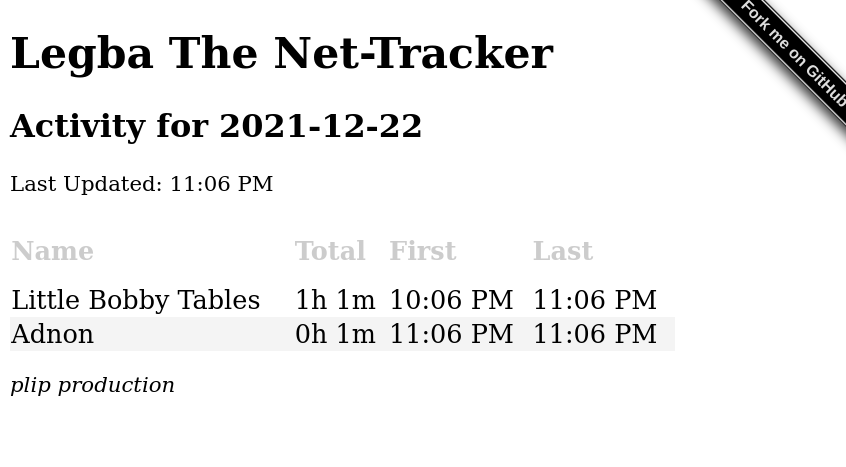 Legba The Net-Tracker
Fork me on GitHub
Activity for 2021-12-22
Last Updated: 11:06 PM
Name Total First Last
Little Bobby Tables 1h 1m 10:06 PM 11:06 PM
Adnon 0h 1m 11:06 PM 11:06 PM
plip production